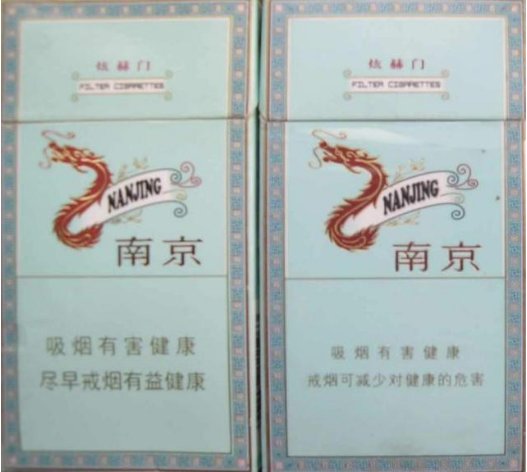 炫赫门
FILTER CIGARETTES
NANJING
南京
吸烟有害健康
尽早戒烟有益健康
炫赫门
FILTER CIGARETTES
NANJING
南京
吸烟有害健康
戒烟可减少对健康的危害